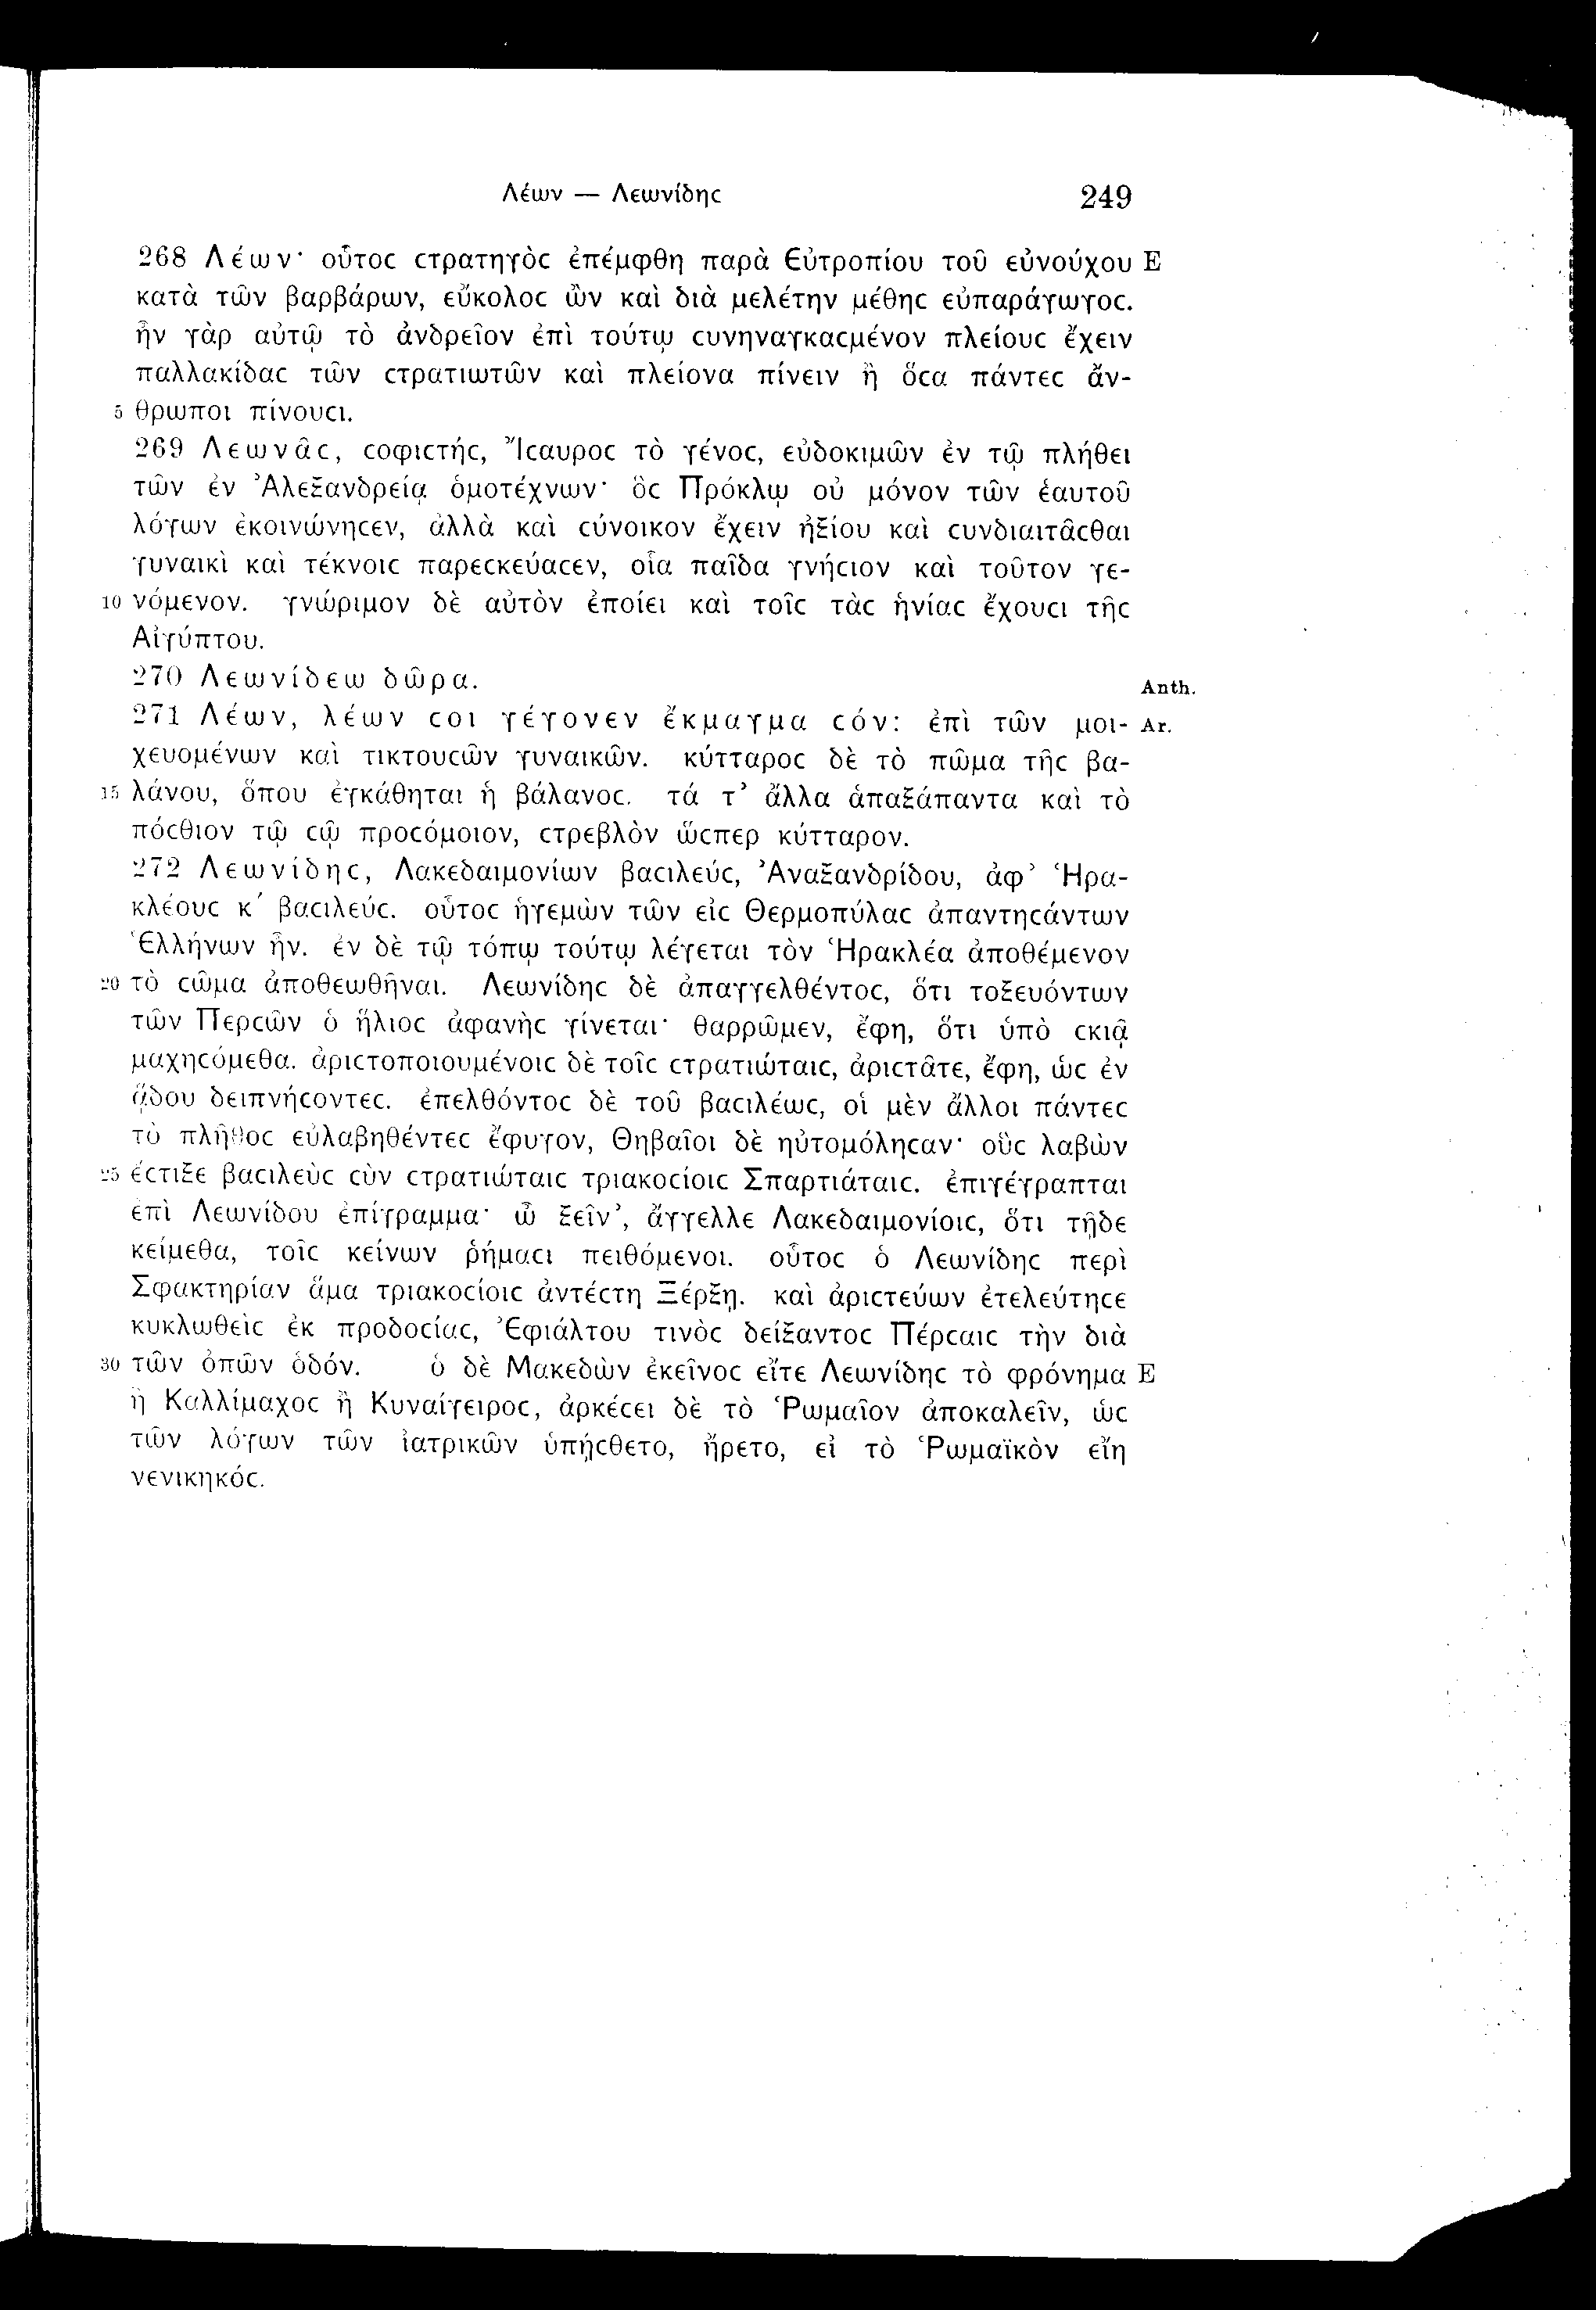 Λέων — Λεωνίδηϲ 249
268 Λέων· οὗτοϲ ϲτρατηγὸϲ ἐπέμφθη παρὰ Εὐτροπίου τοῦ εὐνούχου E
κατὰ τῶν βαρβάρων, εὔκολοϲ ὢν καὶ διὰ μελέτην μέθηϲ εὐπαράγωγοϲ.
ἦν γὰρ αὐτῷ τὸ ἀνδρεῖον ἐπὶ τούτῳ ϲυνηναγκαϲμένον πλείουϲ ἔχειν
παλλακίδαϲ τῶν ϲτρατιωτῶν καὶ πλείονα πίνειν ἢ ὅϲα πάντεϲ ἄν-
5 θρωποι πίνουϲι.
269 Λεωνᾶϲ, ϲοφιϲτήϲ, Ἴϲαυροϲ τὸ γένοϲ, εὐδοκιμῶν ἐν τῷ πλήθει
τῶν ἐν Ἀλεξανδρείᾳ ὁμοτέχνων· ὃϲ Πρόκλῳ οὐ μόνον τῶν ἑαυτοῦ
λόγων ἐκοινώνηϲεν, ἀλλὰ καὶ ϲύνοικον ἔχειν ἠξίου καὶ ϲυνδιαιτᾶϲθαι
γυναικὶ καὶ τέκνοιϲ παρεϲκεύαϲεν, οἷα παῖδα γνήϲιον καὶ τοῦτον γε-
10 νόμενον. γνώριμον δὲ αὐτὸν ἐποίει καὶ τοῖϲ τὰϲ ἡνίαϲ ἔχουϲι τῆϲ
Αἰγύπτου.
270 Λεωνίδεω δῶρα. Anth.
271 Λέων, λέων ϲοι γέγονεν ἔκμαγμα ϲόν: ἐπὶ τῶν μοι- Ar.
χευομένων καὶ τικτουϲῶν γυναικῶν. κύτταροϲ δὲ τὸ πῶμα τῆϲ βα-
15 λάνου, ὅπου ἐγκάθηται ἡ βάλανοϲ. τά τ’ ἄλλα ἁπαξάπαντα καὶ τὸ
πόϲθιον τῷ ϲῷ προϲόμοιον, ϲτρεβλὸν ὥϲπερ κύτταρον.
272 Λεωνίδηϲ, Λακεδαιμονίων βαϲιλεύϲ, Ἀναξανδρίδου, ἀφ’ Ἡρα-
κλέουϲ κ΄ βαϲιλεύϲ. οὗτοϲ ἡγεμὼν τῶν εἰϲ Θερμοπύλαϲ ἀπαντηϲάντων
Ἑλλήνων ἦν. ἐν δὲ τῷ τόπῳ τούτῳ λέγεται τὸν Ἡρακλέα ἀποθέμενον
20 τὸ ϲῶμα ἀποθεωθῆναι. Λεωνίδηϲ δὲ ἀπαγγελθέντοϲ, ὅτι τοξευόντων
τῶν Περϲῶν ὁ ἥλιοϲ ἀφανὴϲ γίνεται· θαρρῶμεν, ἔφη, ὅτι ὑπὸ ϲκιᾷ
μαχηϲόμεθα. ἀριϲτοποιουμένοιϲ δὲ τοῖϲ ϲτρατιώταιϲ, ἀριϲτᾶτε, ἔφη, ὡϲ ἐν
ᾅδου δειπνήϲοντεϲ. ἐπελθόντοϲ δὲ τοῦ βαϲιλέωϲ, οἱ μὲν ἄλλοι πάντεϲ
τὸ πλῆθοϲ εὐλαβηθέντεϲ ἔφυγον, Θηβαῖοι δὲ ηὐτομόληϲαν· οὓϲ λαβὼν
25 ἔϲτιξε βαϲιλεὺϲ ϲὺν ϲτρατιώταιϲ τριακοϲίοιϲ Σπαρτιάταιϲ. ἐπιγέγραπται
ἐπὶ Λεωνίδου ἐπίγραμμα· ὦ ξεῖν’, ἄγγελλε Λακεδαιμονίοιϲ, ὅτι τῇδε
κείμεθα, τοῖϲ κείνων ῥήμαϲι πειθόμενοι. οὗτοϲ ὁ Λεωνίδηϲ περὶ
Σφακτηρίαν ἅμα τριακοϲίοιϲ ἀντέϲτη Ξέρξῃ. καὶ ἀριϲτεύων ἐτελεύτηϲε
κυκλωθεὶϲ ἐκ προδοϲίαϲ, Ἐφιάλτου τινὸϲ δείξαντοϲ Πέρϲαιϲ τὴν διὰ
30 τῶν ὀπῶν ὁδόν. ὁ δὲ Μακεδὼν ἐκεῖνοϲ εἴτε Λεωνίδηϲ τὸ φρόνημα E
ἢ Καλλίμαχοϲ ἢ Κυναίγειροϲ, ἀρκέϲει δὲ τὸ Ῥωμαῖον ἀποκαλεῖν, ὡϲ
τῶν λόγων τῶν ἰατρικῶν ὑπῄϲθετο, ἤρετο, εἰ τὸ Ῥωμαϊκὸν εἴη
νενικηκόϲ.